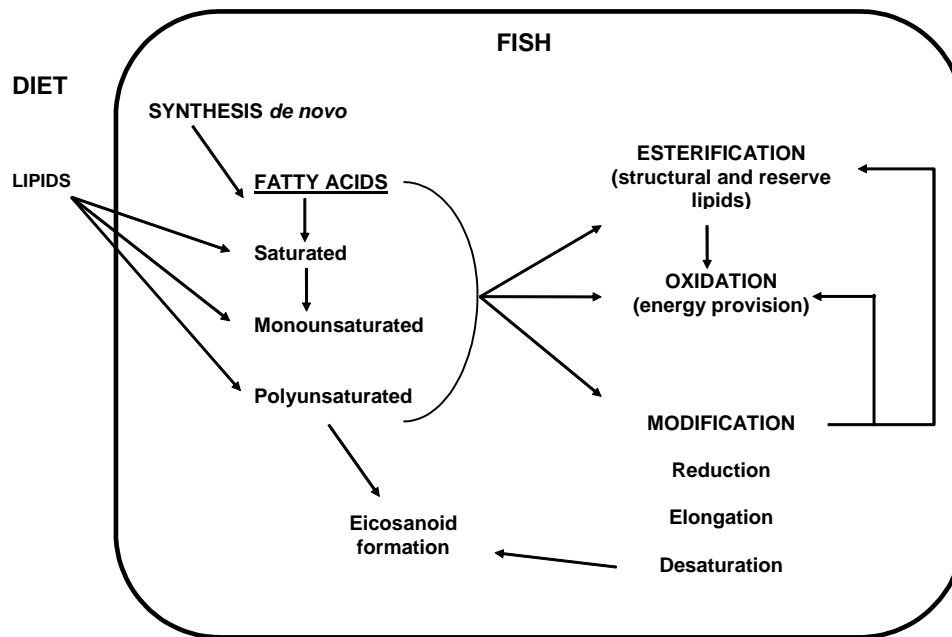 FISH
DIET
SYNTHESIS de novo
LIPIDS
FATTY ACIDS
Saturated
Monounsaturated
Polyunsaturated
Eicosanoid
formation
ESTERIFICATION
(structural and reserve
lipids)
OXIDATION
(energy provision)
MODIFICATION
Reduction
Elongation
Desaturation